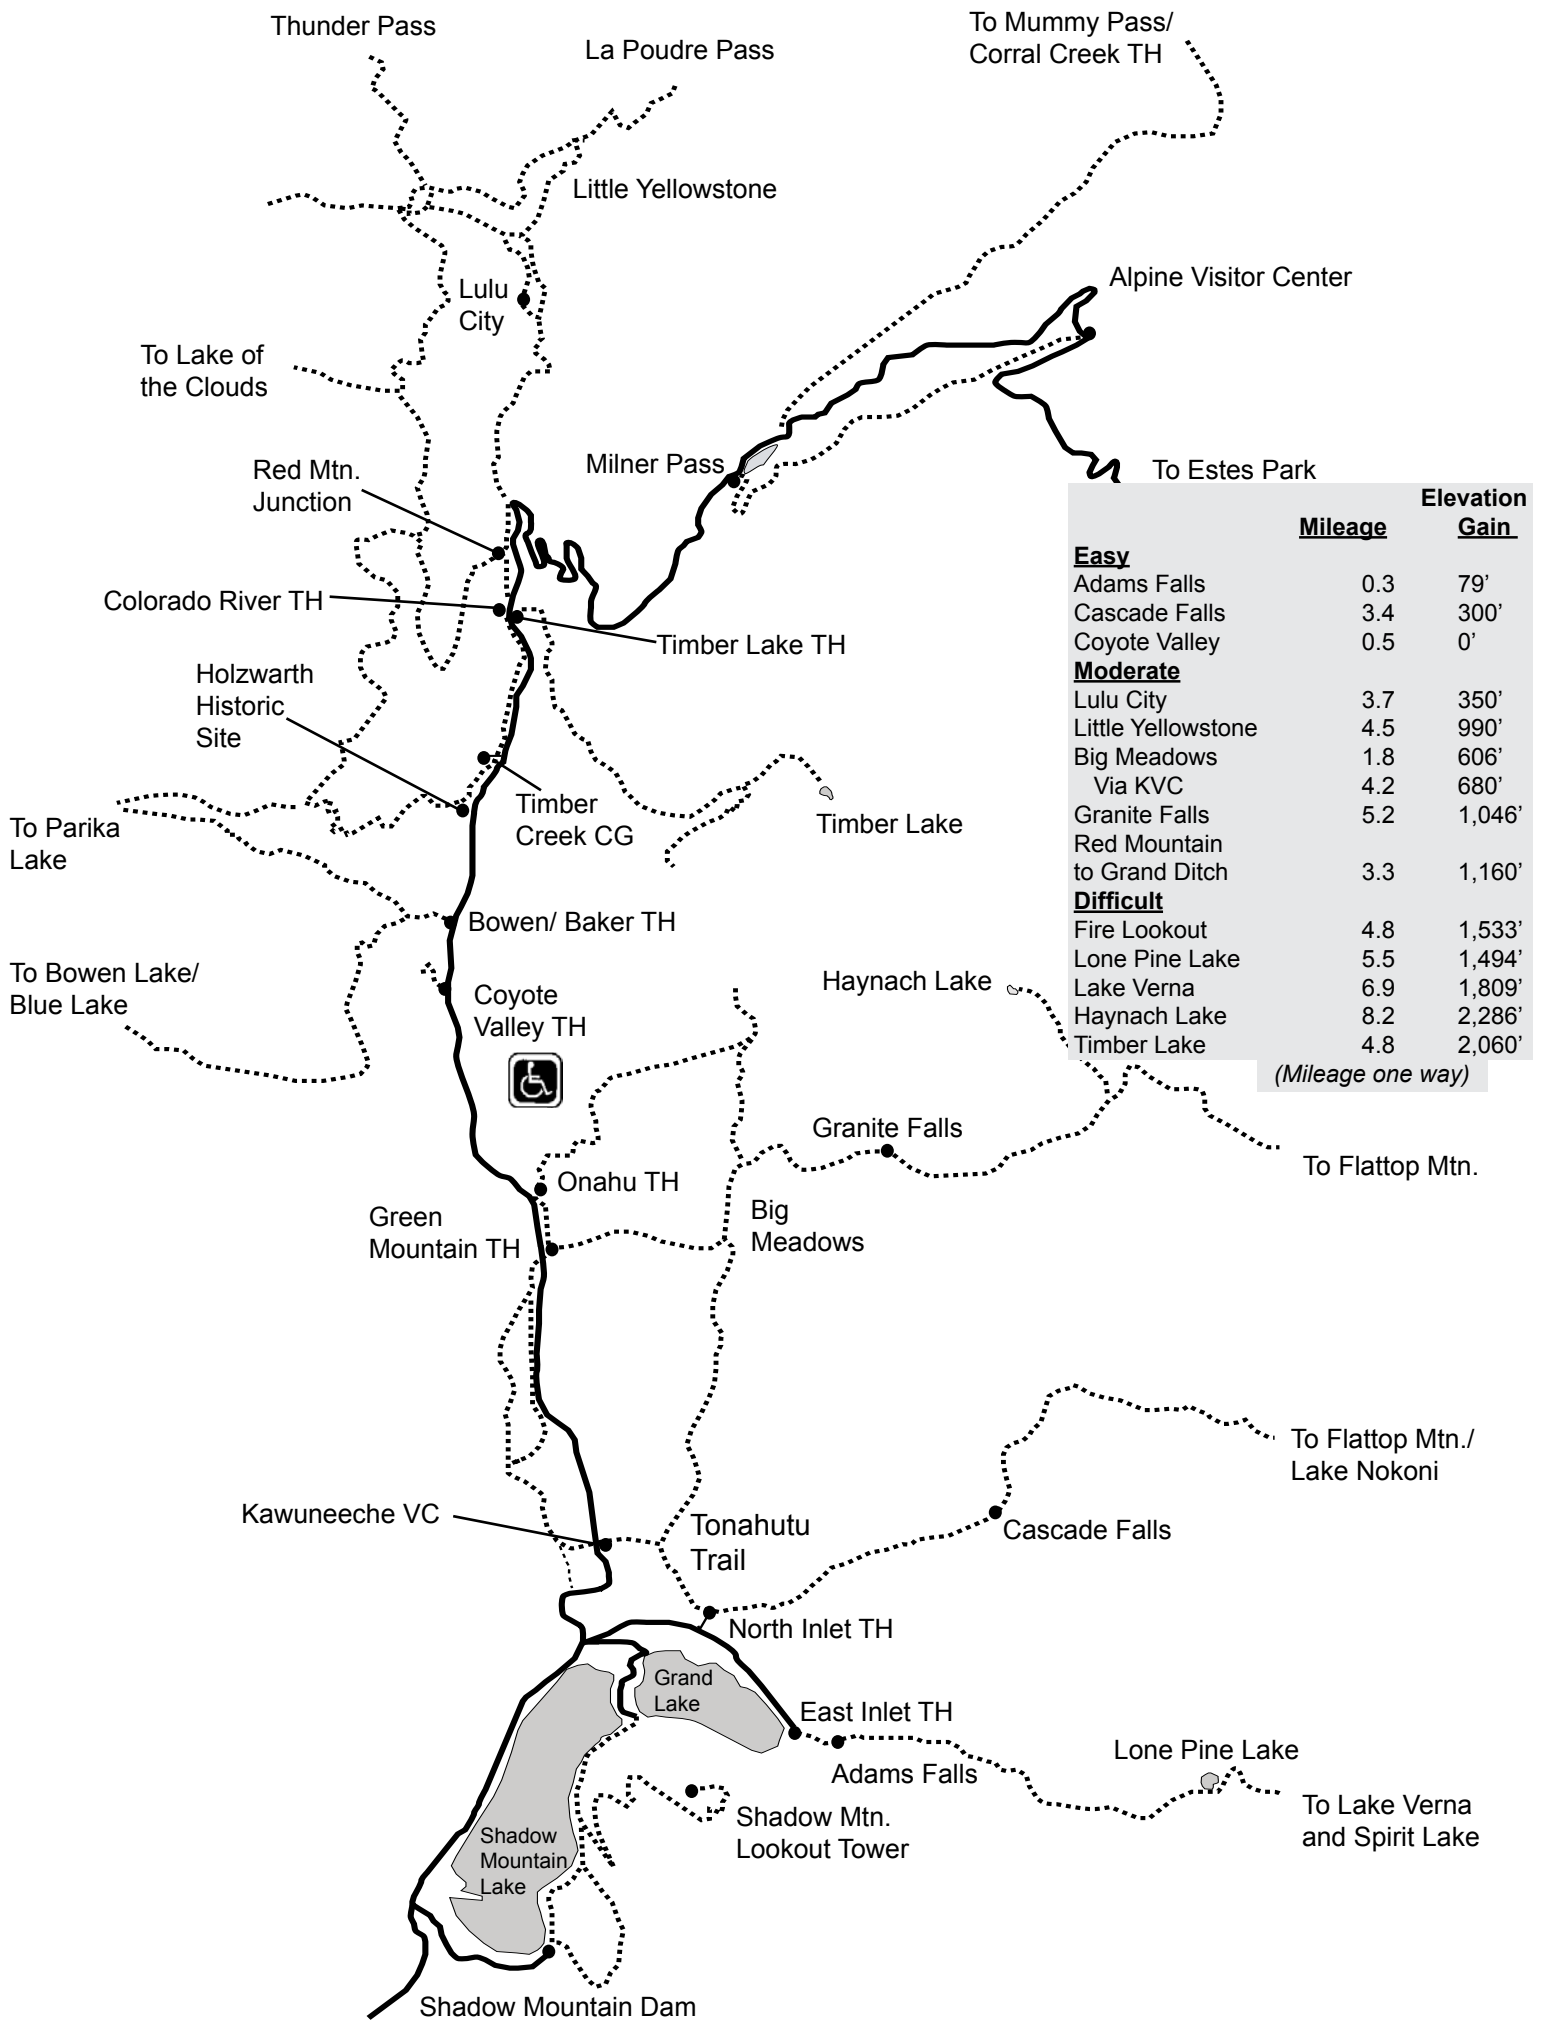 Thunder Pass
La Poudre Pass
To Mummy Pass/
Corral Creek TH
Little Yellowstone
Alpine Visitor Center
Lulu
City
To Lake of
the Clouds
Red Mtn.
Junction
Milner Pass
To Estes Park
Colorado River TH
Timber Lake TH
Holzwarth
Historic
Site
Timber
Creek CG
Timber Lake
To Parika
Lake
Bowen/ Baker TH
To Bowen Lake/
Blue Lake
Coyote
Valley TH
Haynach Lake
Elevation
Mileage Gain
Easy
Adams Falls 0.3 79’
Cascade Falls 3.4 300’
Coyote Valley 0.5 0’
Moderate
Lulu City 3.7 350’
Little Yellowstone 4.5 990’
Big Meadows 1.8 606’
Via KVC 4.2 680’
Granite Falls 5.2 1,046’
Red Mountain
to Grand Ditch 3.3 1,160’
Difficult
Fire Lookout 4.8 1,533’
Lone Pine Lake 5.5 1,494’
Lake Verna 6.9 1,809’
Haynach Lake 8.2 2,286’
Timber Lake 4.8 2,060’
(Mileage one way)
Granite Falls
To Flattop Mtn.
Onahu TH
Green
Mountain TH
Big
Meadows
To Flattop Mtn./
Lake Nokoni
Kawuneeche VC
Tonahutu
Trail
Cascade Falls
North Inlet TH
Grand
Lake
East Inlet TH
Adams Falls
Lone Pine Lake
To Lake Verna
and Spirit Lake
Shadow Mtn.
Lookout Tower
Shadow
Mountain
Lake
Shadow Mountain Dam